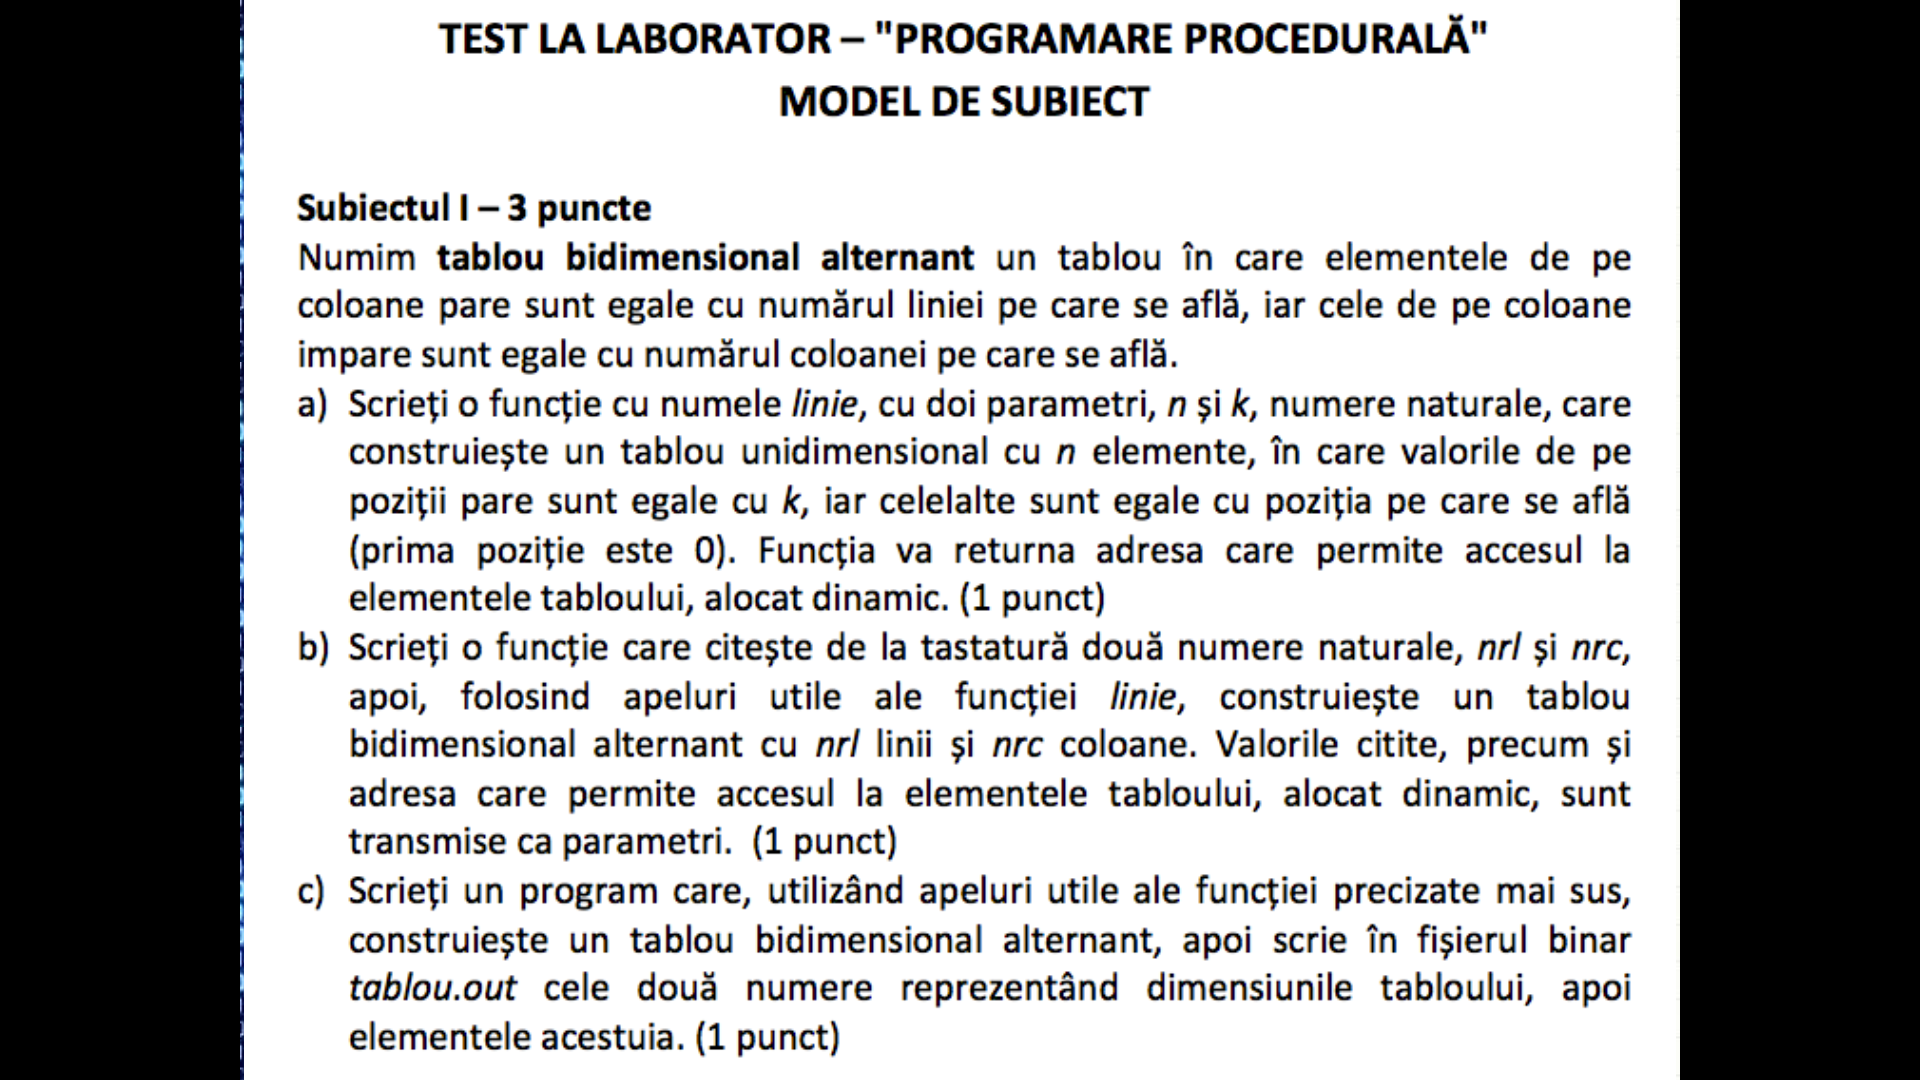 TEST LA LABORATOR – "PROGRAMARE PROCEDURALĂ"
MODEL DE SUBIECT
Subiectul I – 3 puncte
Numim tablou bidimensional alternant un tablou în care elementele de pe
coloane pare sunt egale cu numărul liniei pe care se află, iar cele de pe coloane
impare sunt egale cu numărul coloanei pe care se află.
a) Scrieți o funcție cu numele linie, cu doi parametri, n și k, numere naturale, care
construiește un tablou unidimensional cu n elemente, în care valorile de pe
poziții pare sunt egale cu k, iar celelalte sunt egale cu poziția pe care se află
(prima poziție este 0). Funcția va returna adresa care permite accesul la
elementele tabloului, alocat dinamic. (1 punct)
b) Scrieți o funcție care citește de la tastatură două numere naturale, nrl și nrc,
apoi, folosind apeluri utile ale funcției linie, construiește un tablou
bidimensional alternant cu nrl linii și nrc coloane. Valorile citite, precum și
adresa care permite accesul la elementele tabloului, alocat dinamic, sunt
transmise ca parametri. (1 punct)
c) Scrieți un program care, utilizând apeluri utile ale funcției precizate mai sus,
construiește un tablou bidimensional alternant, apoi scrie în fișierul binar
tablou.out cele două numere reprezentând dimensiunile tabloului, apoi
elementele acestuia. (1 punct)